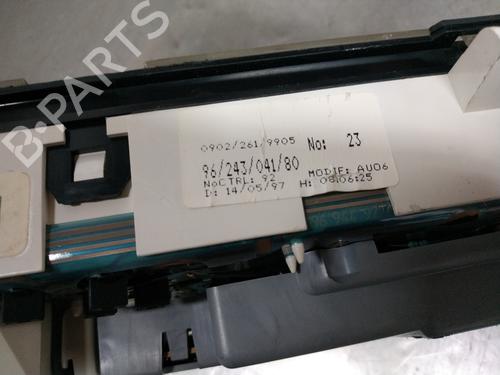 B-PARTS
0902/261/9905 No: 23
96/243/041/80
NoCTRL: 92 MODIF: AU06
D: 14/05/97 H: 08:06:25